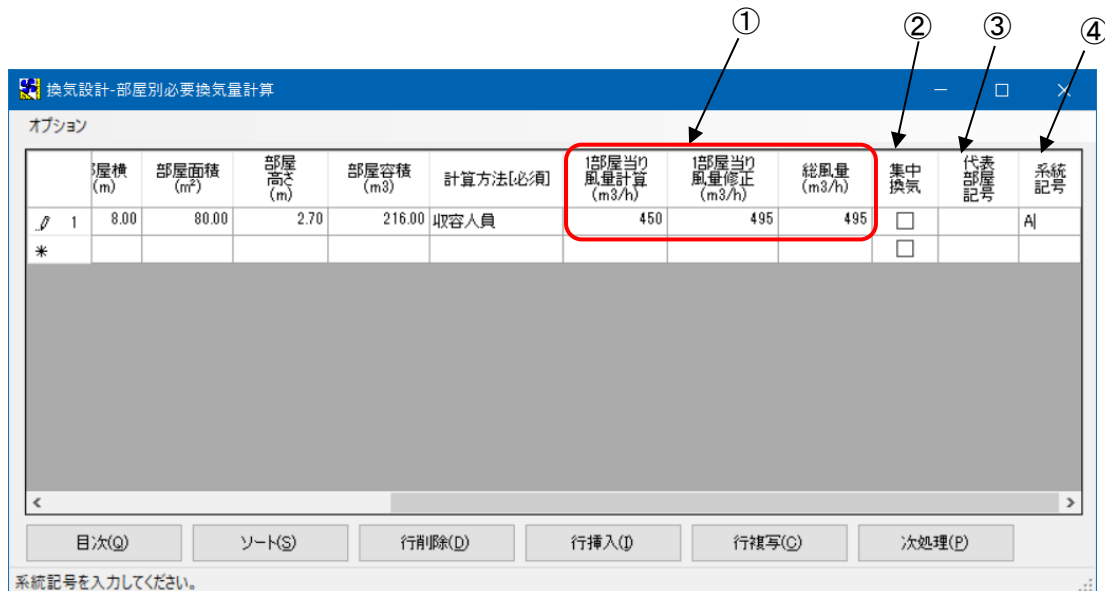 ① ② ③ ④
換気設計-部屋別必要換気量計算
オプション
部屋横 (m) 部屋面積 (m²) 部屋高さ (m) 部屋容積 (m3) 計算方法[必須] 1部屋当り風量計算 (m3/h) 1部屋当り風量修正 (m3/h) 総風量 (m3/h) 集中換気 代表部屋記号 系統記号
1 8.00 80.00 2.70 216.00 収容人員 450 495 495 A
*
目次(Q) ソート(S) 行削除(D) 行挿入(I) 行複写(C) 次処理(P)
系統記号を入力してください。